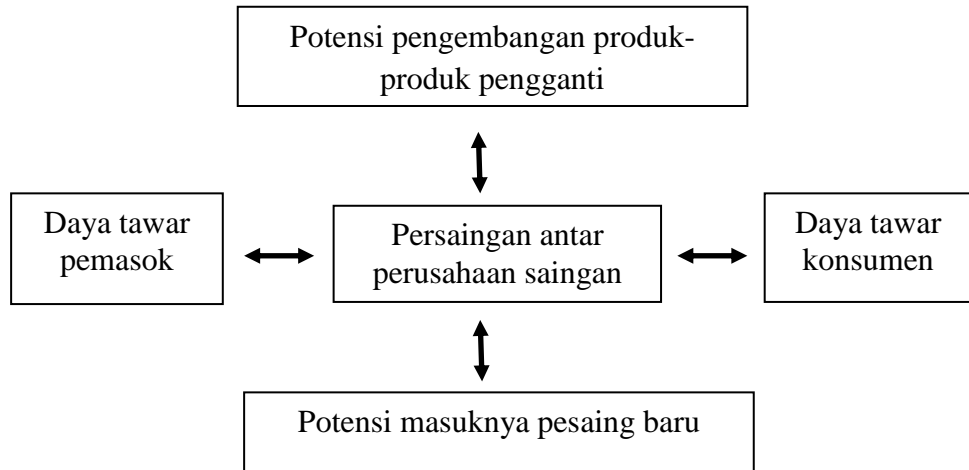 Potensi pengembangan produk-
produk pengganti
Daya tawar
pemasok
Persaingan antar
perusahaan saingan
Daya tawar
konsumen
Potensi masuknya pesaing baru